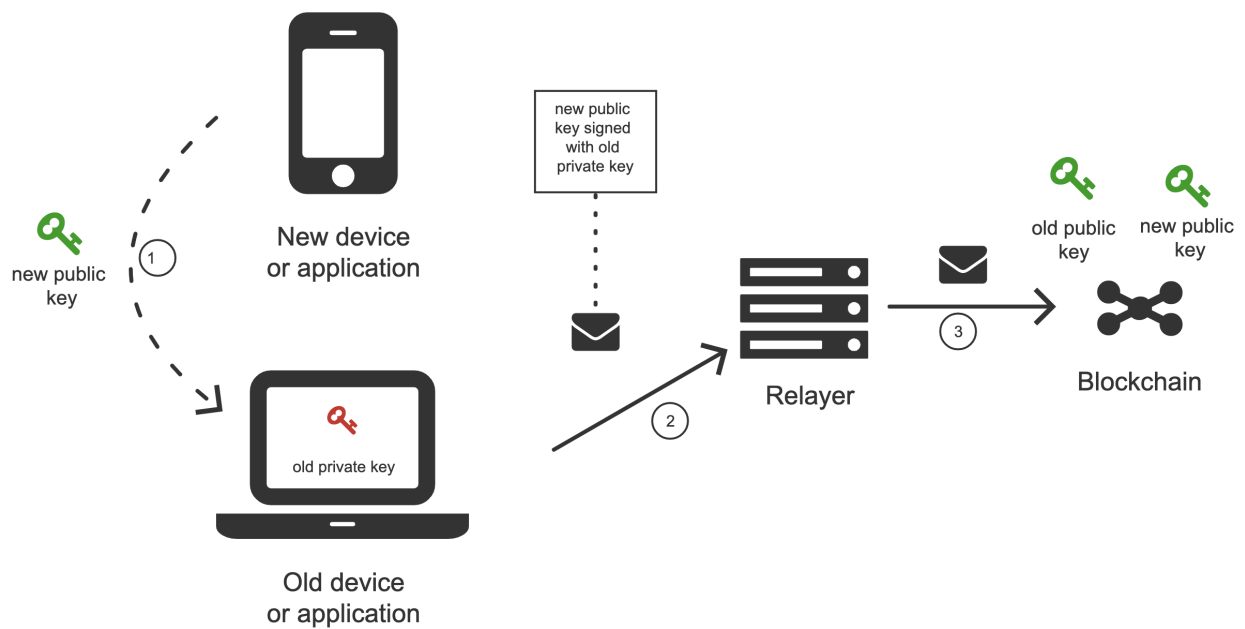 new public
key signed
with old
private key
old public
key
new public
key
New device
or application
1
new public
key
3
Relayer
Blockchain
2
old private key
Old device
or application